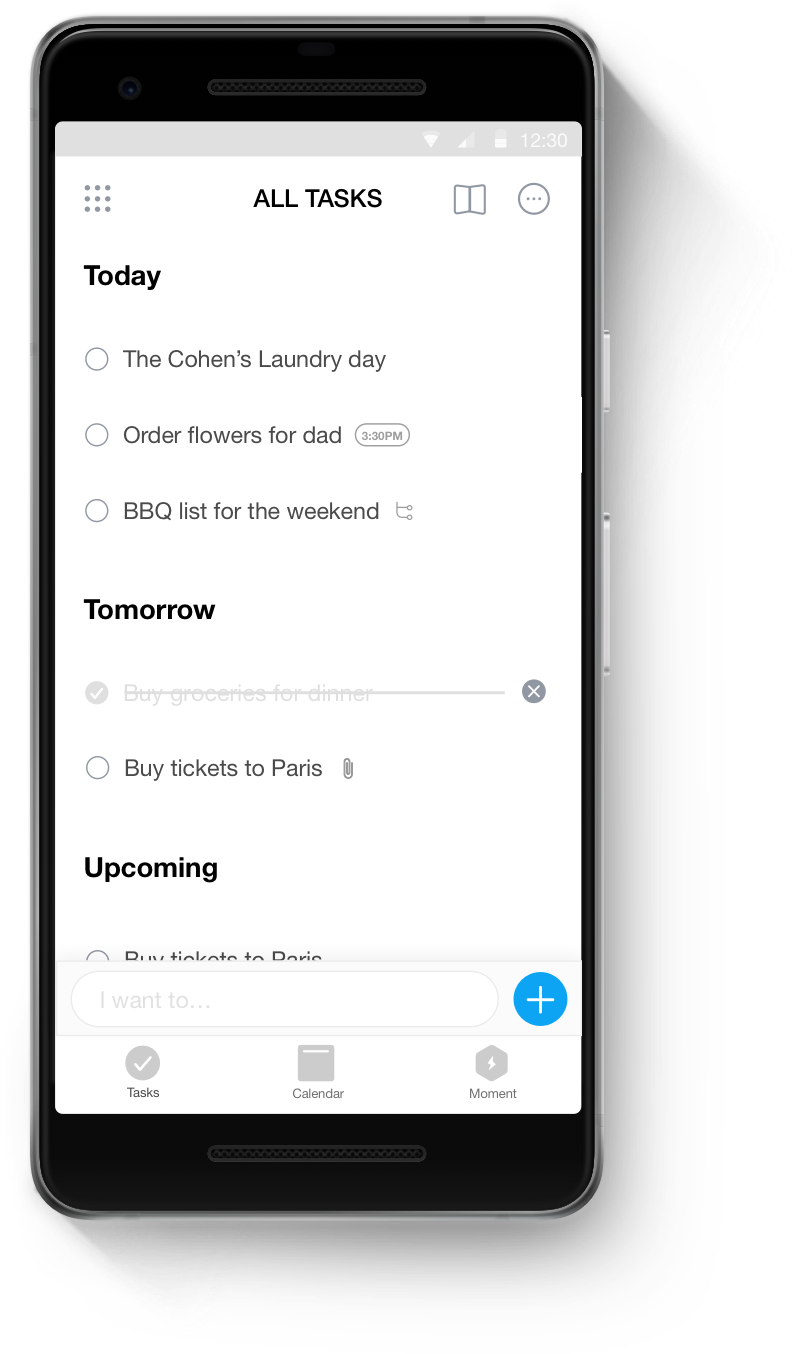 12:30
ALL TASKS
Today
The Cohen’s Laundry day
Order flowers for dad 3:30PM
BBQ list for the weekend
Tomorrow
Buy groceries for dinner
Buy tickets to Paris
Upcoming
Buy tickets to Paris
I want to...
Tasks Calendar Moment